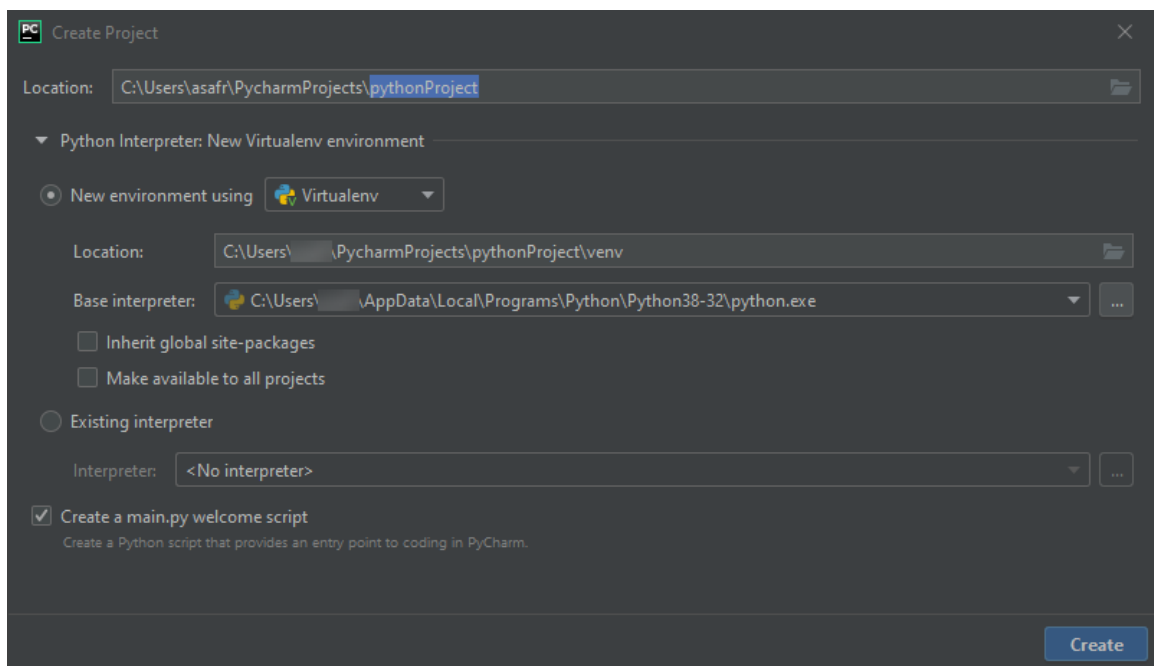 PC Create Project
Location: C:\Users\asafr\PycharmProjects\pythonProject
Python Interpreter: New Virtualenv environment
New environment using Virtualenv
Location: C:\Users\ \PycharmProjects\pythonProject\venv
Base interpreter: C:\Users\ \AppData\Local\Programs\Python\Python38-32\python.exe ...
Inherit global site-packages
Make available to all projects
Existing interpreter
Interpreter: <No interpreter> ...
Create a main.py welcome script
Create a Python script that provides an entry point to coding in PyCharm.
Create